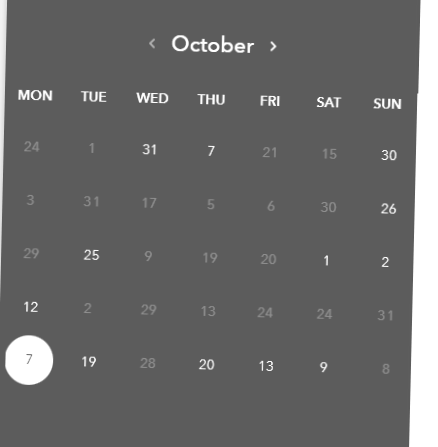 ‹ October ›
MON TUE WED THU FRI SAT SUN
24 1 31 7 21 15 30
3 31 17 5 6 30 26
29 25 9 19 20 1 2
12 2 29 13 24 24 31
7 19 28 20 13 9 8